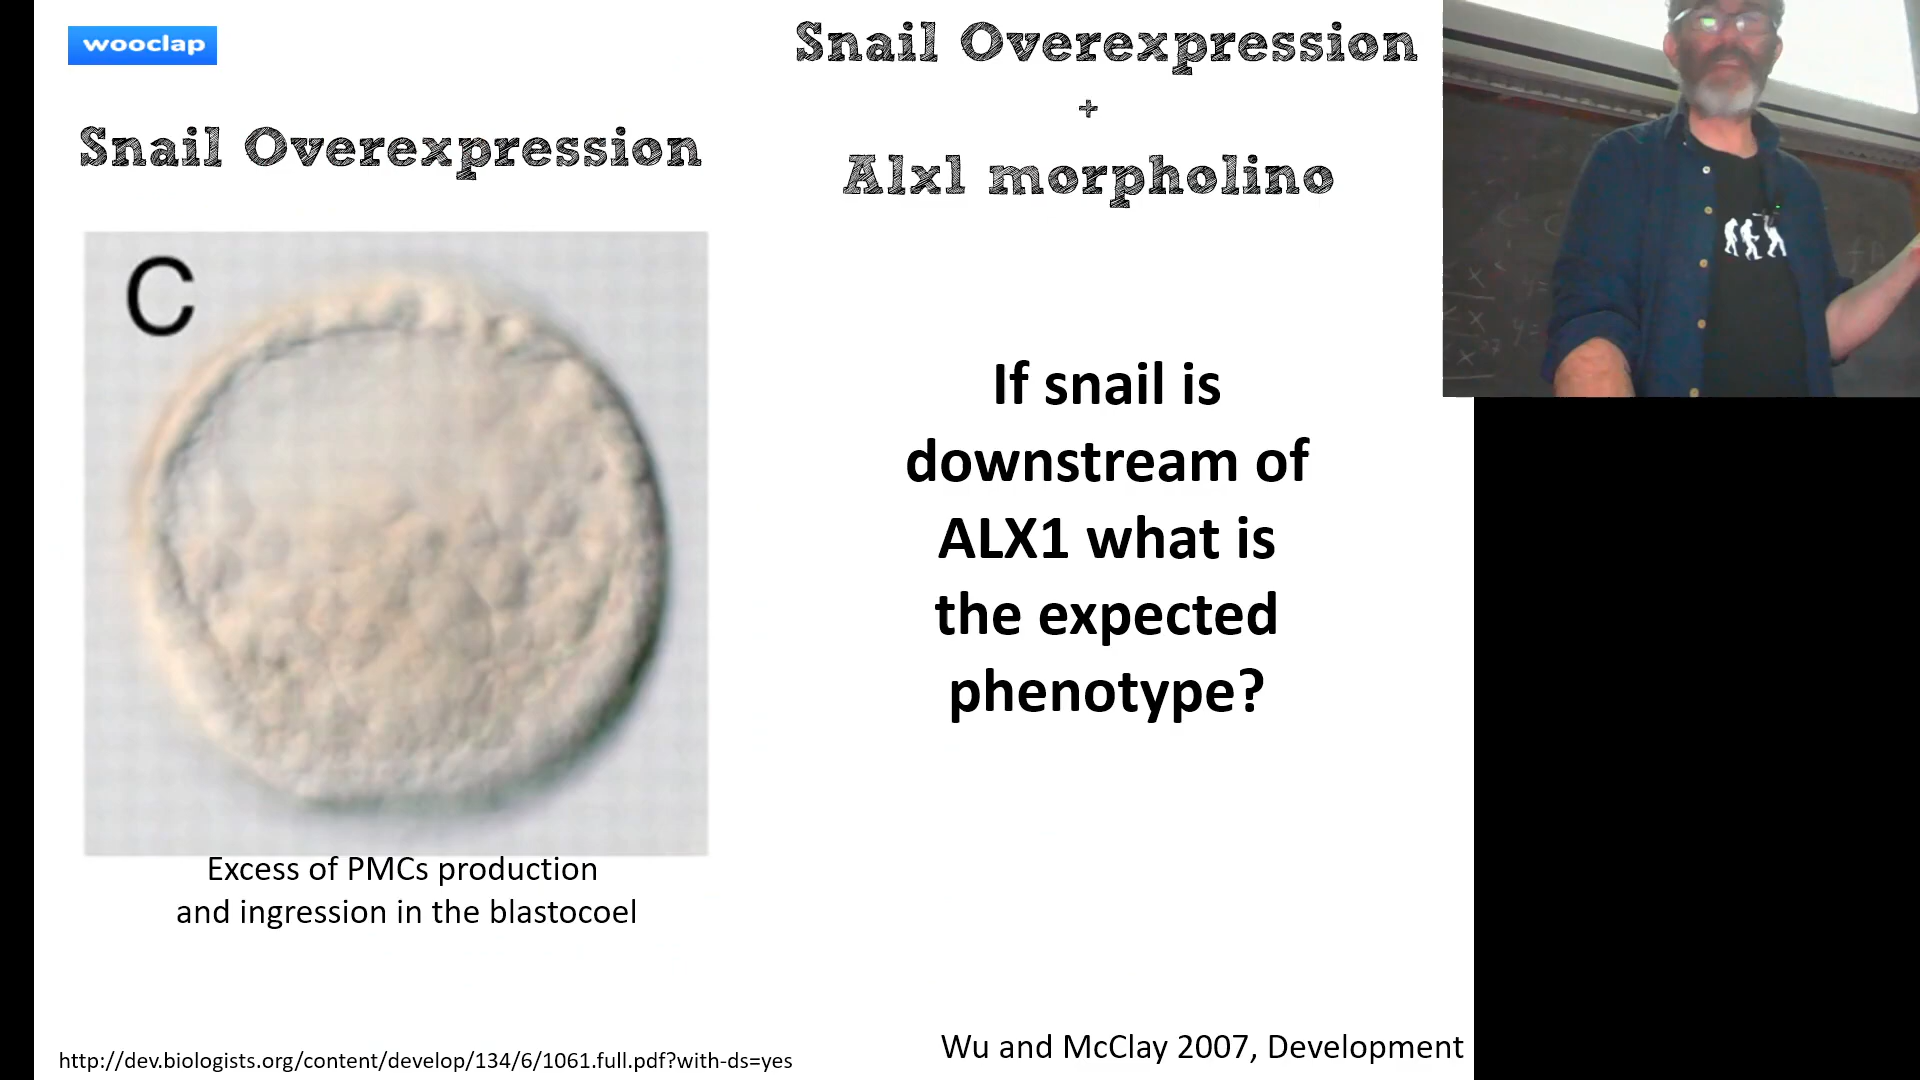 wooclap
Snail Overexpression
C
Excess of PMCs production
and ingression in the blastocoel
http://dev.biologists.org/content/develop/134/6/1061.full.pdf?with-ds=yes
Snail Overexpression
+
Alx1 morpholino
If snail is
downstream of
ALX1 what is
the expected
phenotype?
Wu and McClay 2007, Development